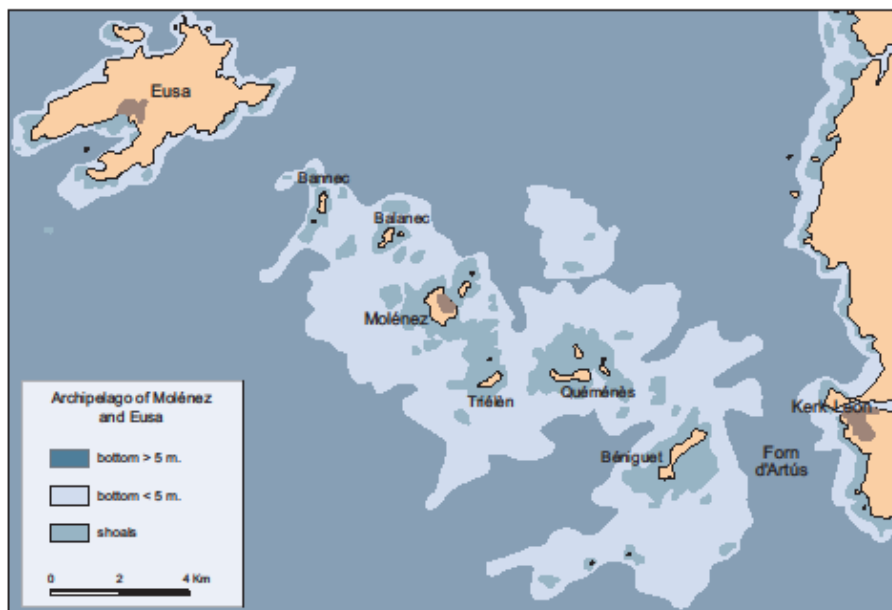 Eusa
Bannec
Balanec
Molénez
Triélèn
Quéménès
Kerk Leon
Béniguet
Forn
d'Artús
Archipelago of Molénez
and Eusa
bottom > 5 m.
bottom < 5 m.
shoals
0 2 4 Km